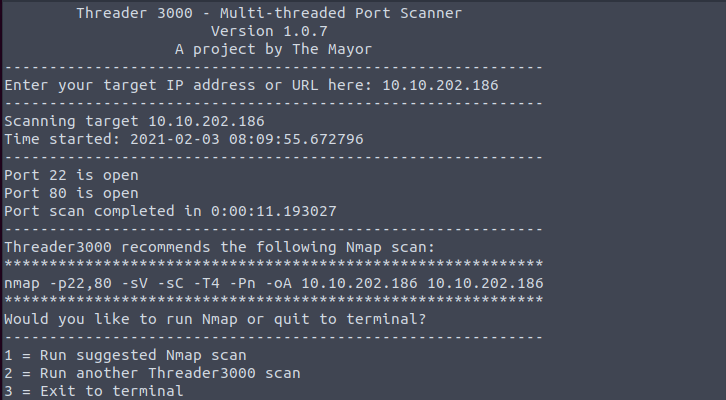 Threader 3000 - Multi-threaded Port Scanner
Version 1.0.7
A project by The Mayor
------------------------------------------------------------
Enter your target IP address or URL here: 10.10.202.186
------------------------------------------------------------
Scanning target 10.10.202.186
Time started: 2021-02-03 08:09:55.672796
------------------------------------------------------------
Port 22 is open
Port 80 is open
Port scan completed in 0:00:11.193027
------------------------------------------------------------
Threader3000 recommends the following Nmap scan:
************************************************************
nmap -p22,80 -sV -sC -T4 -Pn -oA 10.10.202.186 10.10.202.186
************************************************************
Would you like to run Nmap or quit to terminal?
------------------------------------------------------------
1 = Run suggested Nmap scan
2 = Run another Threader3000 scan
3 = Exit to terminal